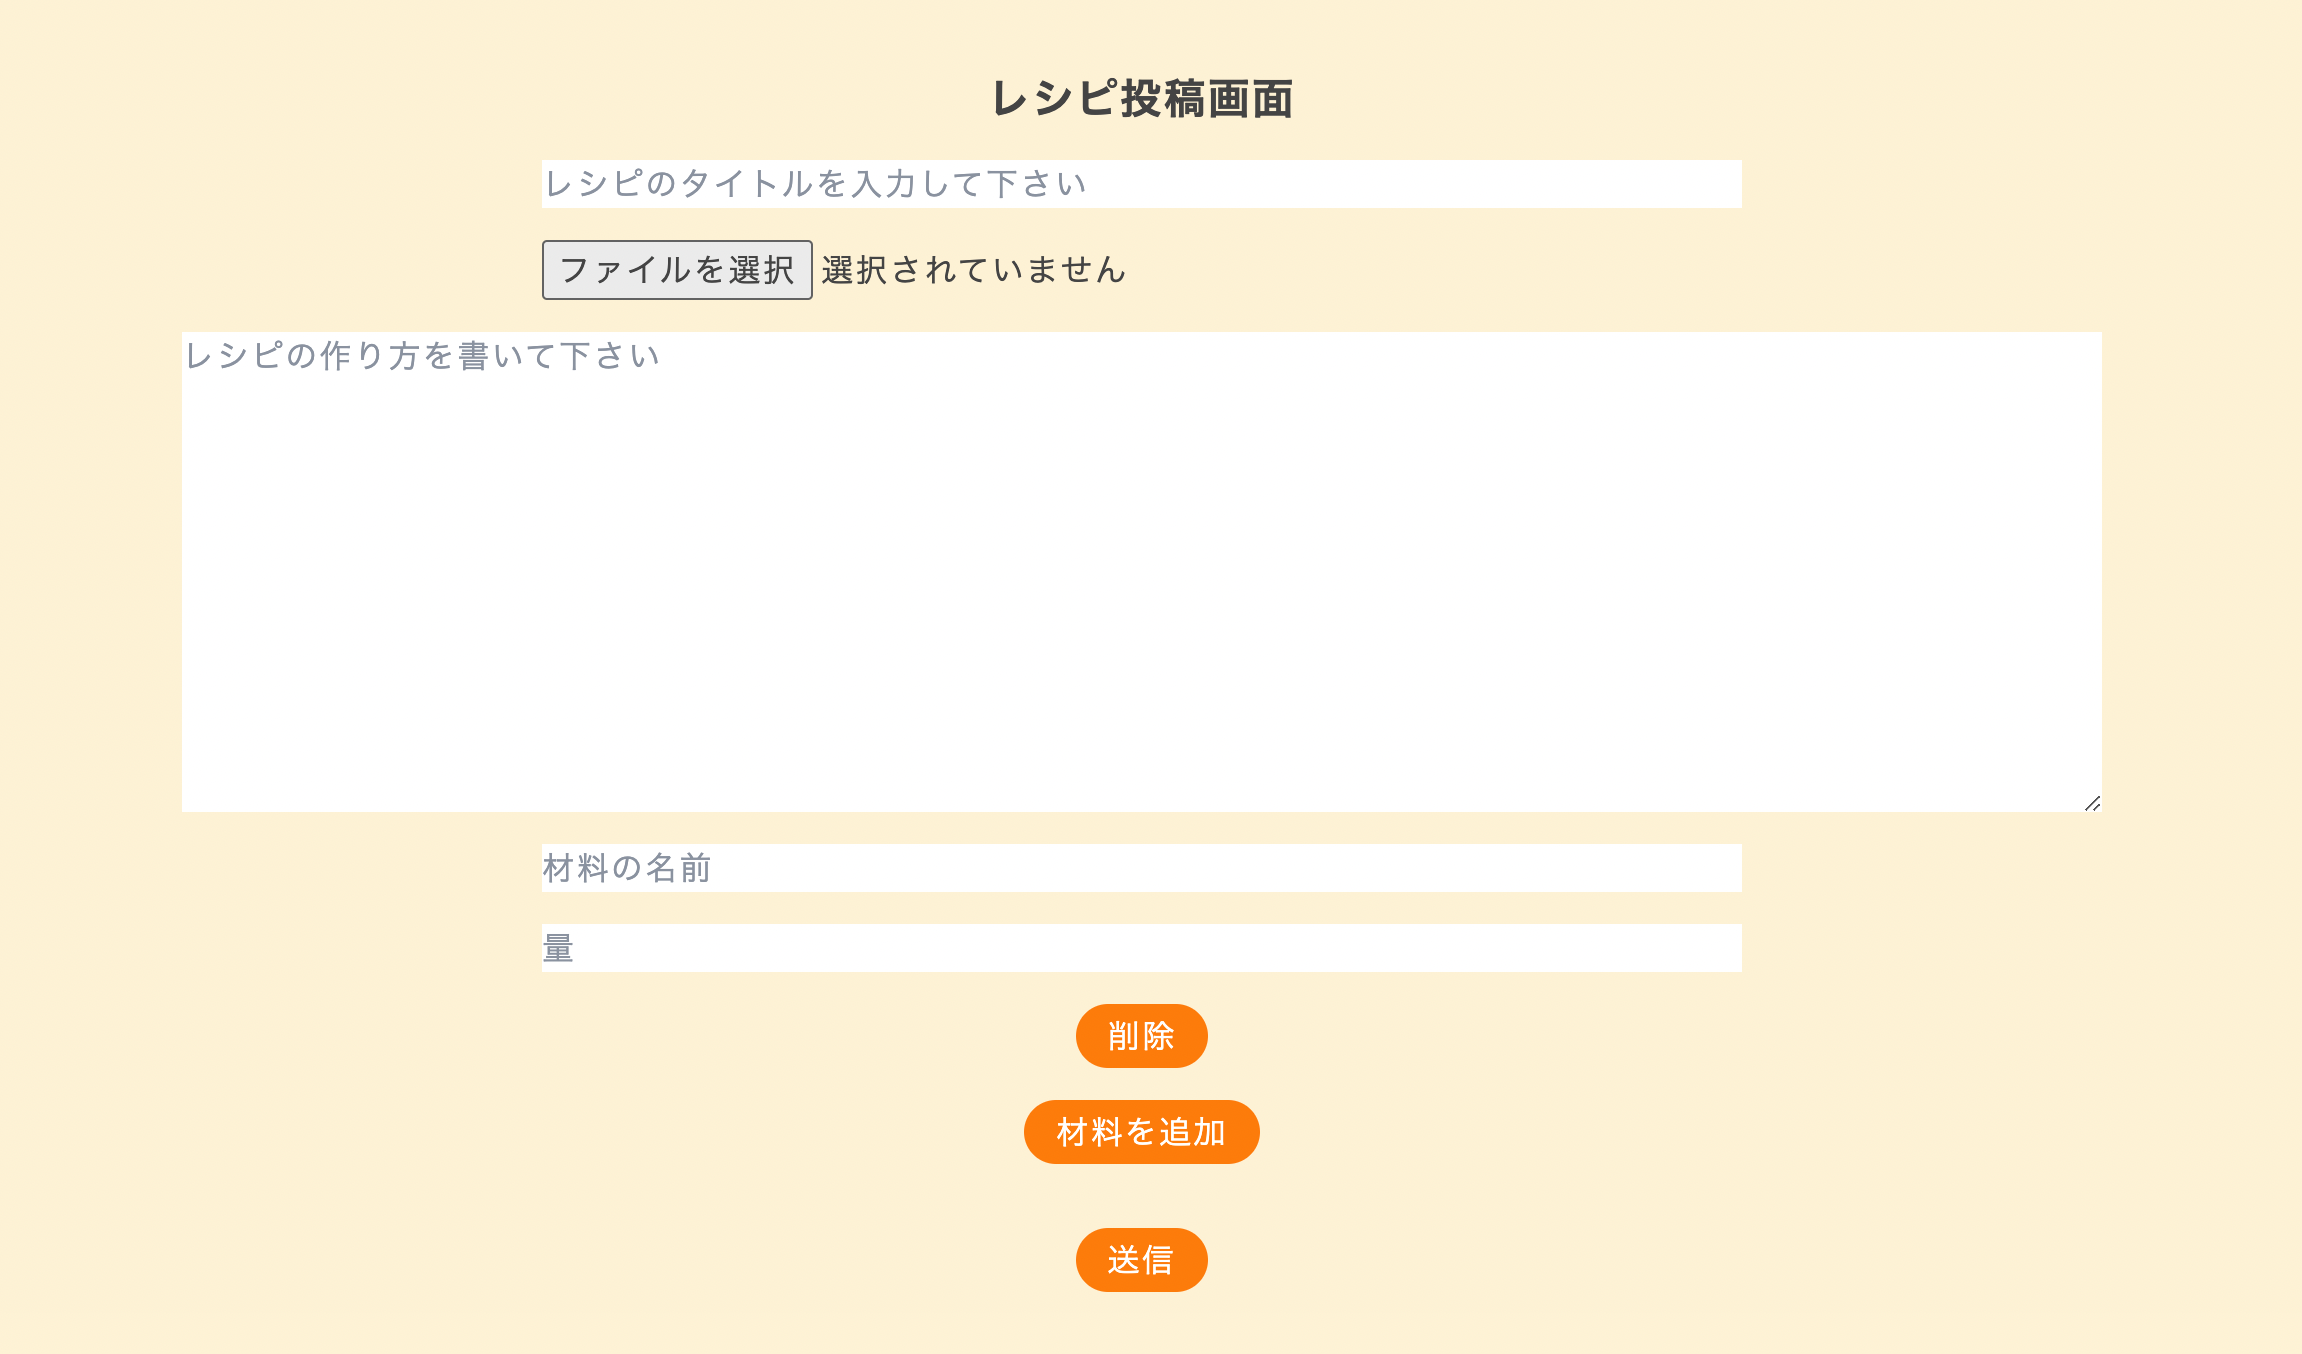 レシピ投稿画面
レシピのタイトルを入力して下さい
ファイルを選択 選択されていません
レシピの作り方を書いて下さい
材料の名前
量
削除
材料を追加
送信